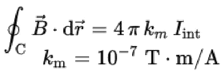 ∮_C B⃗ · dr⃗ = 4 π k_m I_int
k_m = 10^{-7} T · m/A